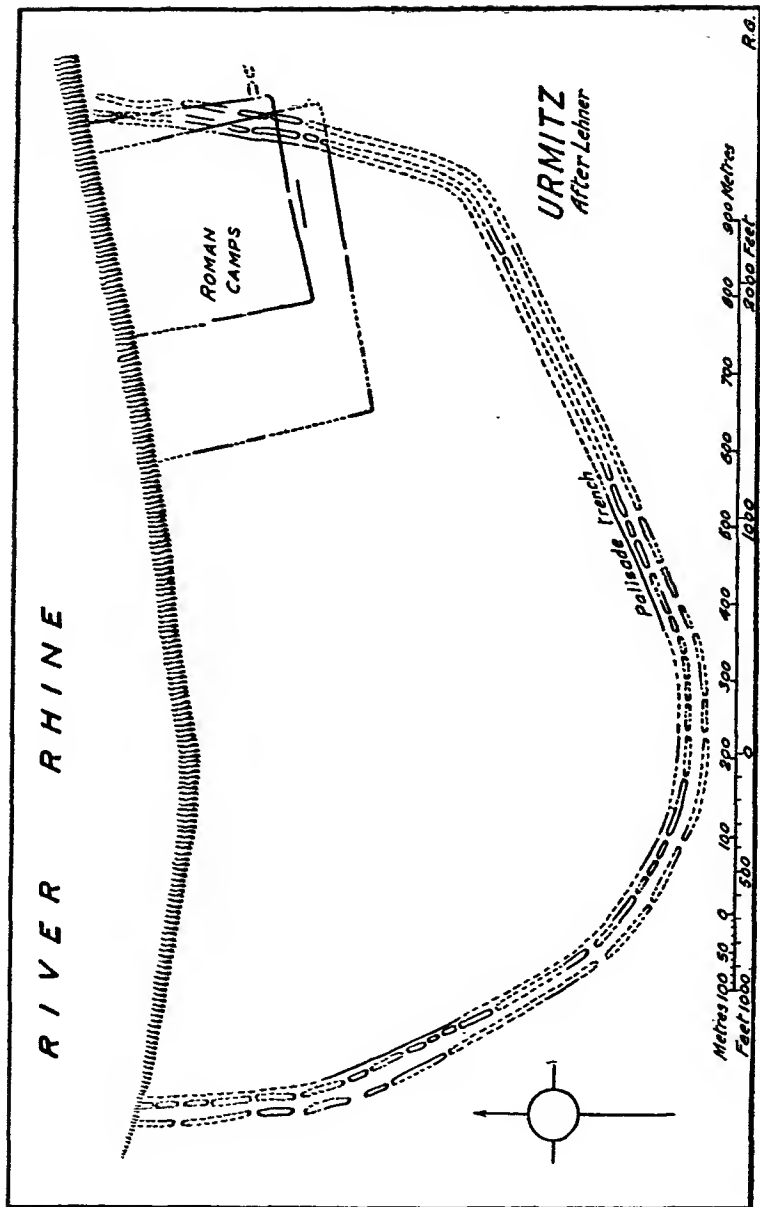 RIVER RHINE
ROMAN
CAMPS
URMITZ
After Lehner
palisade trench
Metres 100 50 0 100 200 300 400 500 600 700 800 900 Metres
Feet 1000 500 0 1000 2000 Feet
R.G.